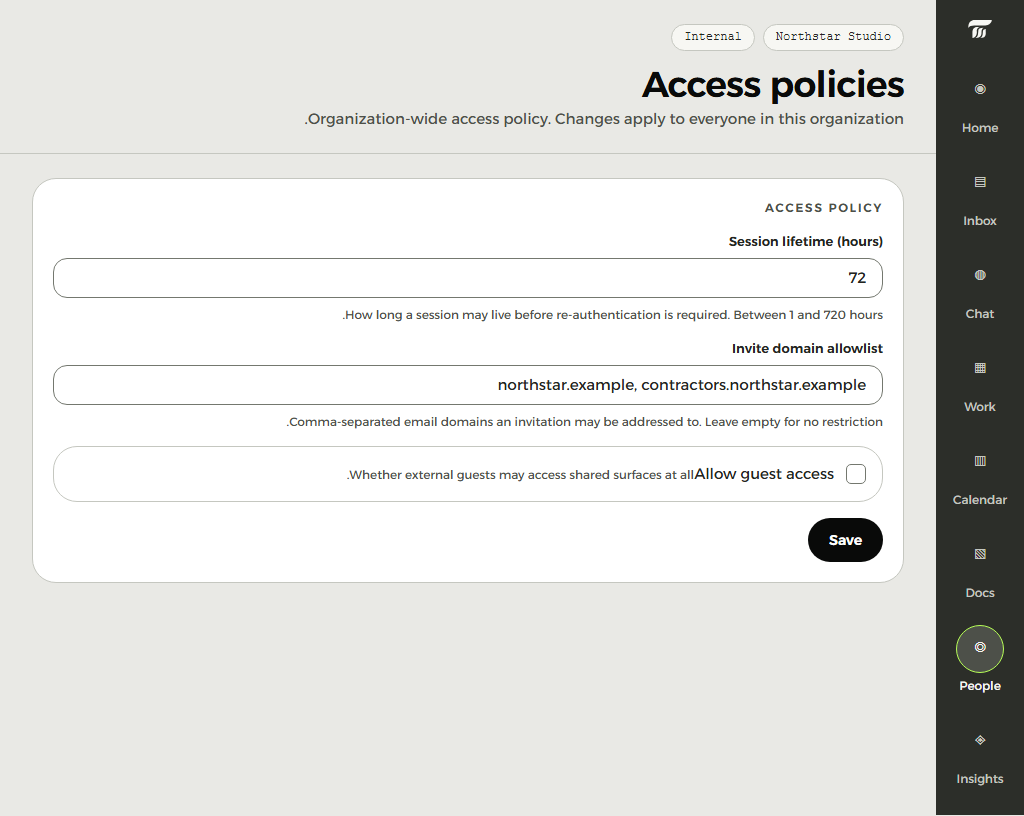 Northstar Studio
Internal
Access policies
Organization-wide access policy. Changes apply to everyone in this organization.
ACCESS POLICY
Session lifetime (hours)
72
How long a session may live before re-authentication is required. Between 1 and 720 hours.
Invite domain allowlist
northstar.example, contractors.northstar.example
Comma-separated email domains an invitation may be addressed to. Leave empty for no restriction.
Allow guest access
Whether external guests may access shared surfaces at all.
Save
Home
Inbox
Chat
Work
Calendar
Docs
People
Insights